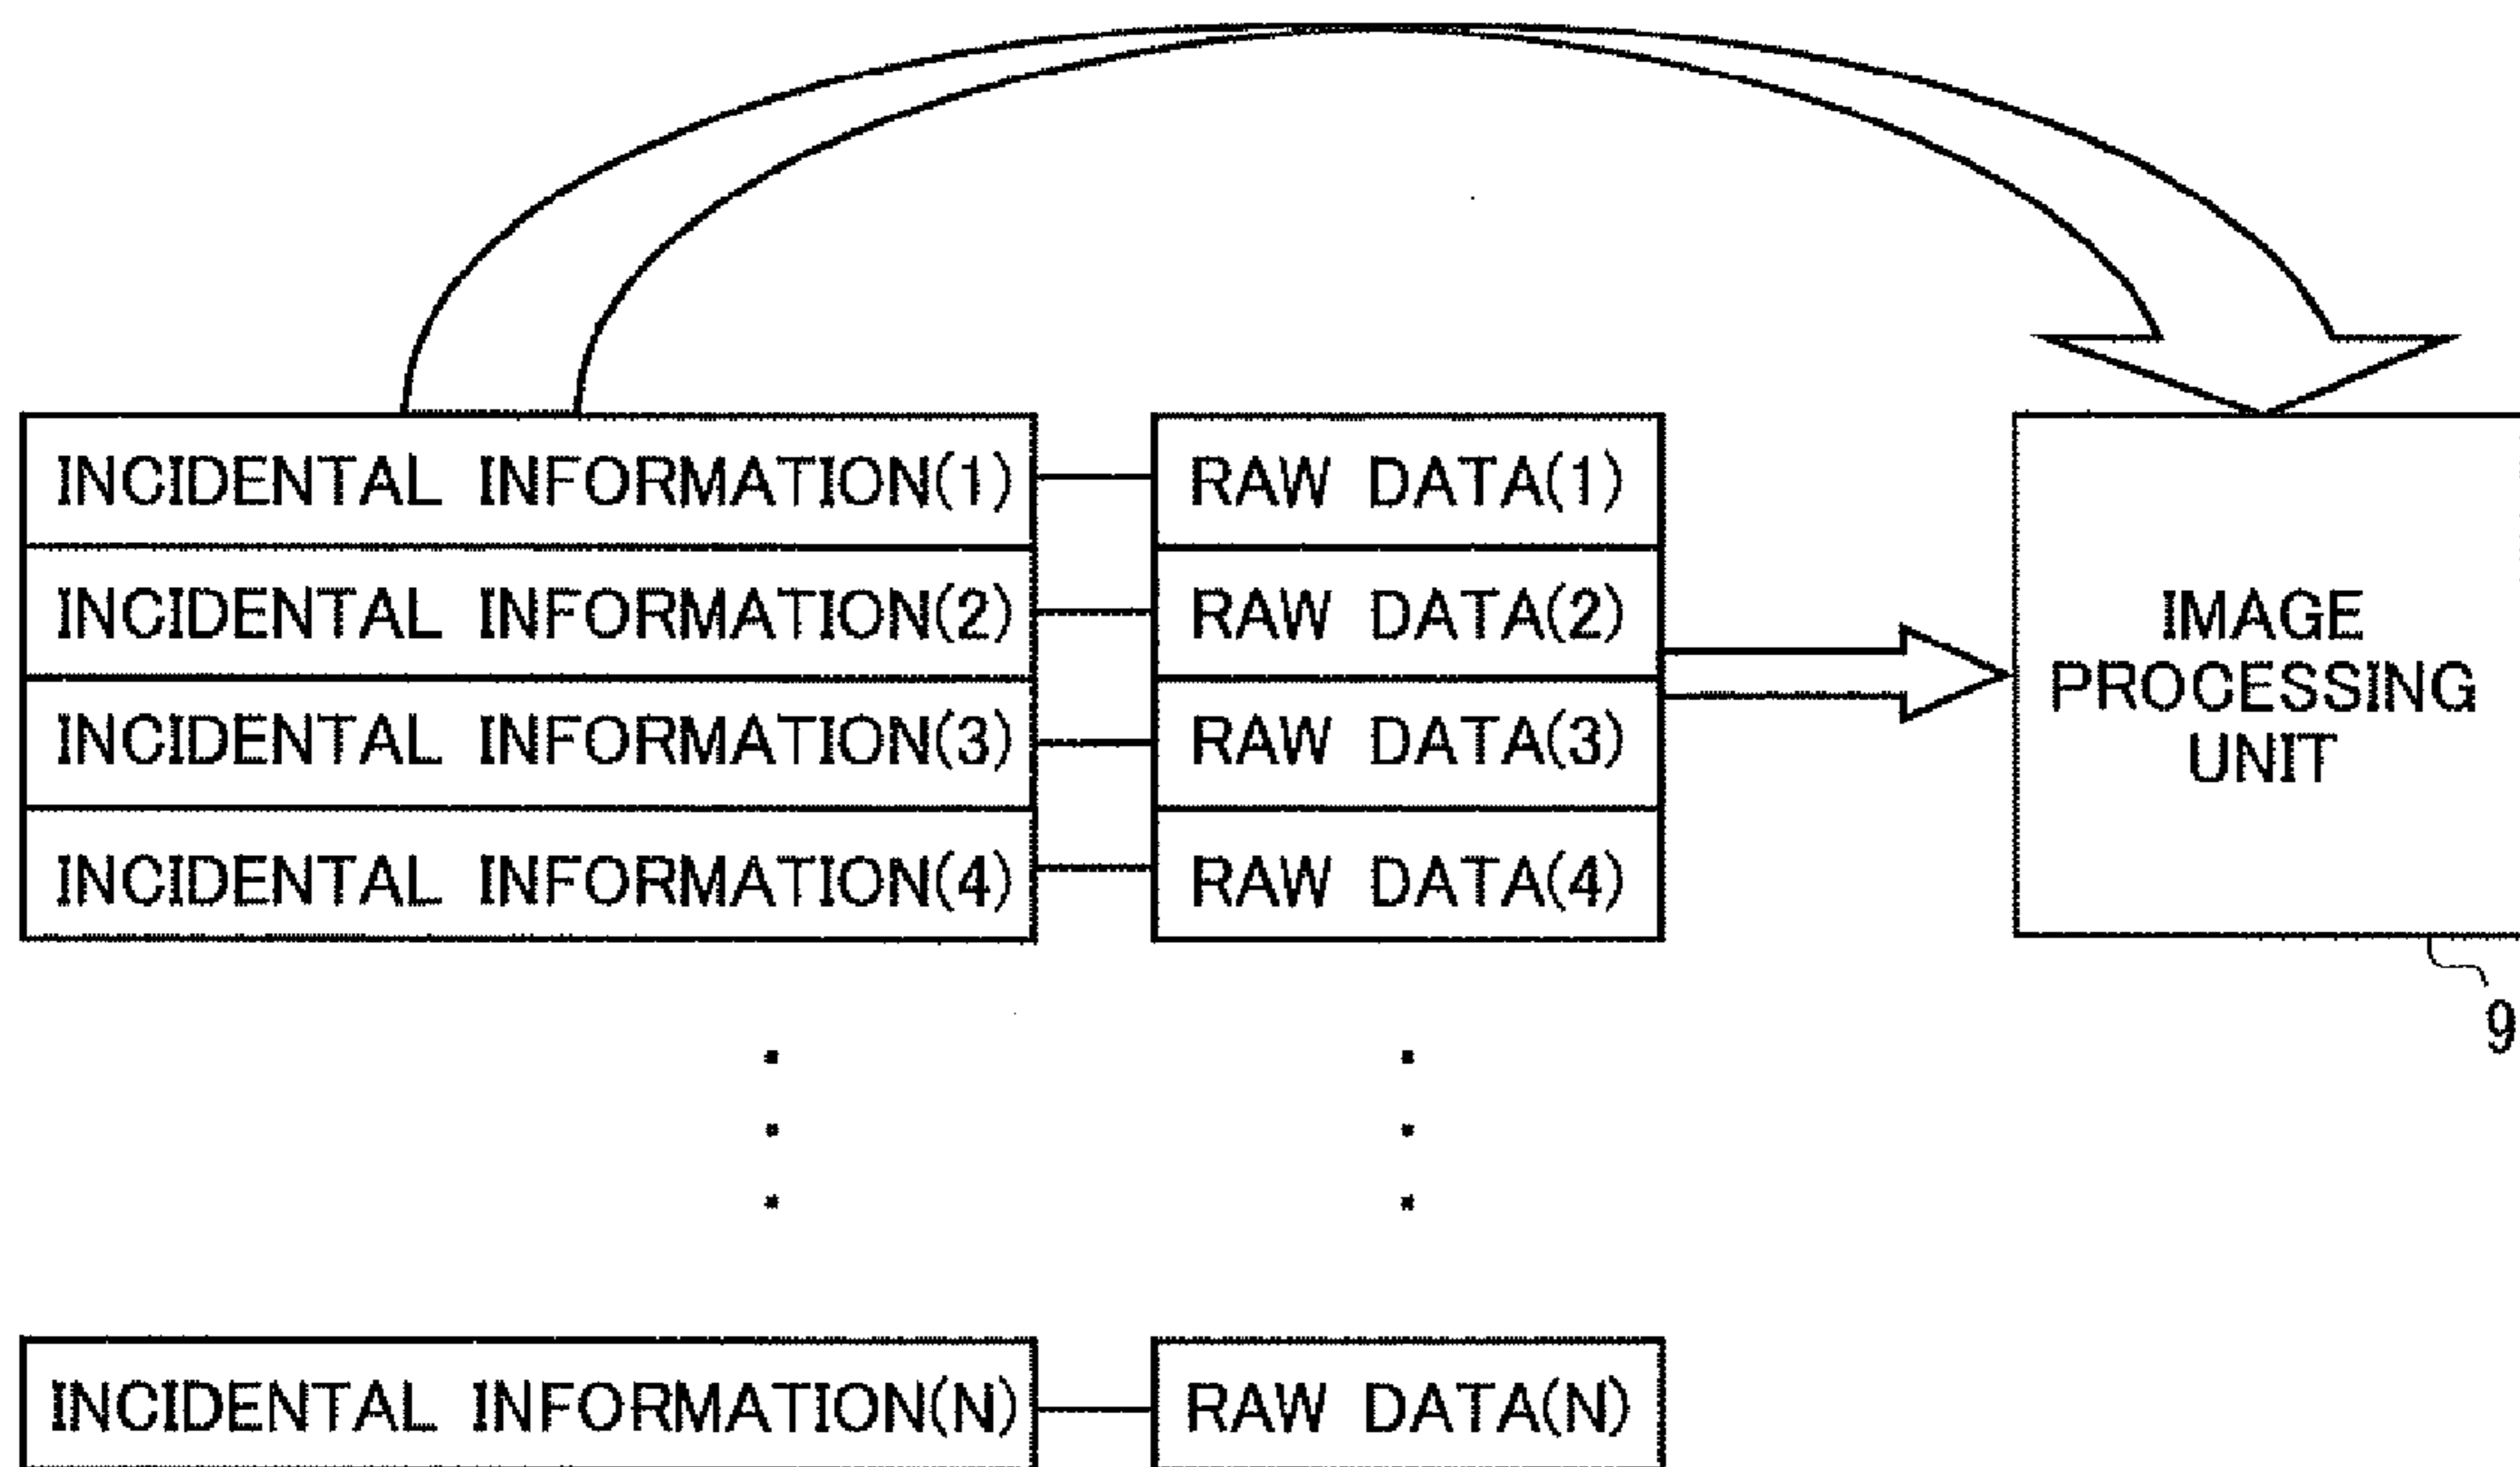 INCIDENTAL INFORMATION(1) RAW DATA(1)
INCIDENTAL INFORMATION(2) RAW DATA(2)
INCIDENTAL INFORMATION(3) RAW DATA(3)
INCIDENTAL INFORMATION(4) RAW DATA(4)
IMAGE
PROCESSING
UNIT
9
INCIDENTAL INFORMATION(N) RAW DATA(N)